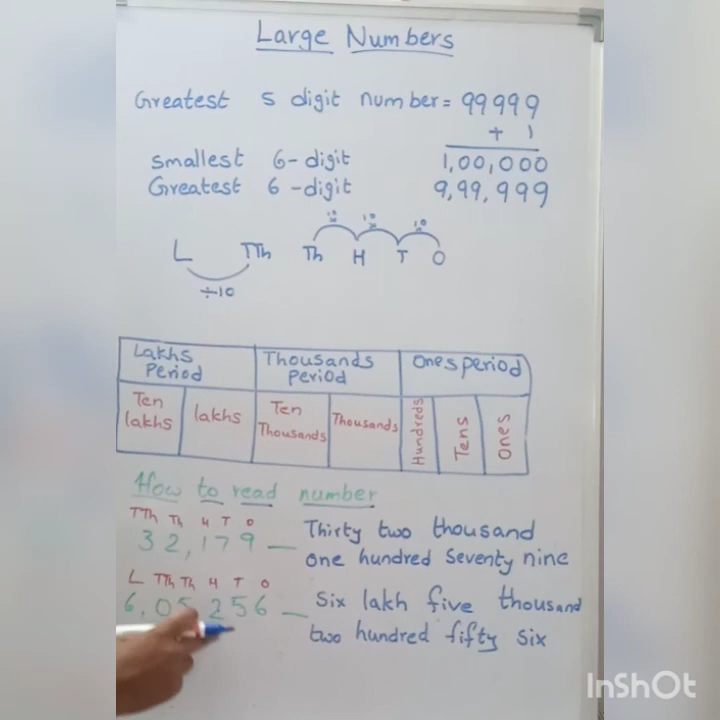 Large Numbers
Greatest 5 digit number = 99999
+ 1
smallest 6-digit 1,00,000
Greatest 6-digit 9,99,999
10 10 10
L TTh Th H T O
÷10
Lakhs Period Thousands Period Ones period
Ten lakhs lakhs Ten Thousands Thousands Hundreds Tens Ones
How to read number
TTh Th H T O
32,179 — Thirty two thousand
one hundred seventy nine
L TTh Th H T O
6,05,256 — Six lakh five thousand
two hundred fifty six
InShOt